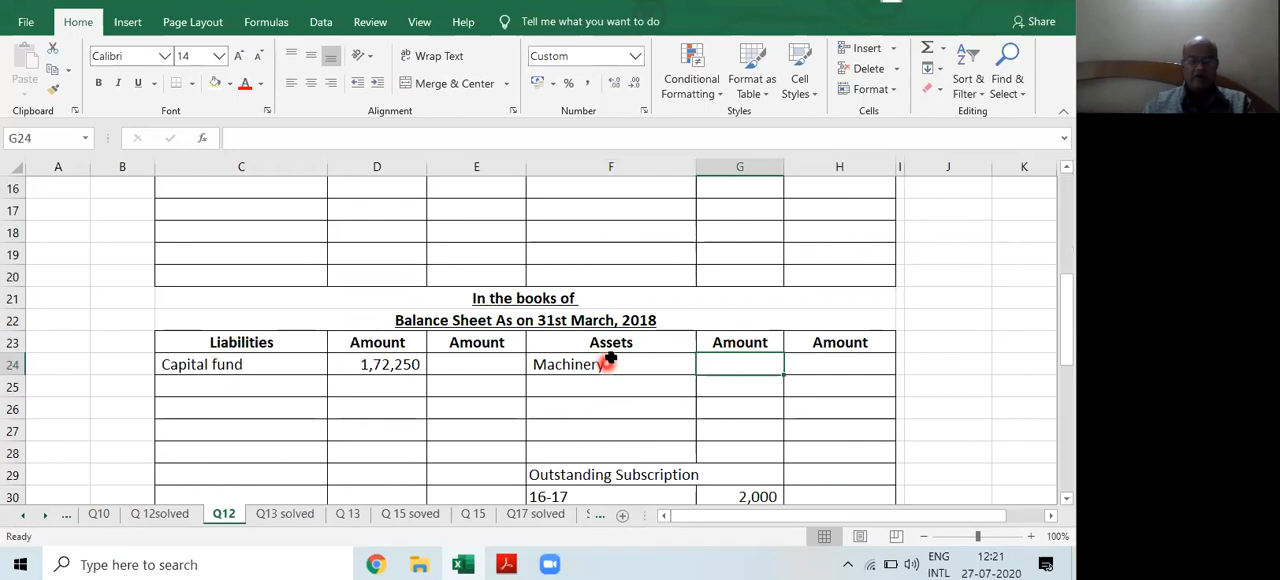 File Home Insert Page Layout Formulas Data Review View Help Tell me what you want to do Share
Calibri 14 Wrap Text Custom Insert
Paste B I U Merge & Center % Conditional Formatting Format as Table Cell Styles Delete Format Sort & Filter Find & Select
Clipboard Font Alignment Number Styles Cells Editing
G24 fx
A B C D E F G H I J K
16
17
18
19
20
21 In the books of
22 Balance Sheet As on 31st March, 2018
23 Liabilities Amount Amount Assets Amount Amount
24 Capital fund 1,72,250 Machinery
25
26
27
28
29 Outstanding Subscription
30 16-17 2,000
... Q10 Q 12solved Q12 Q13 solved Q 13 Q 15 soved Q 15 Q17 solved ...
Ready 100%
Type here to search ENG 12:21
INTL 27-07-2020